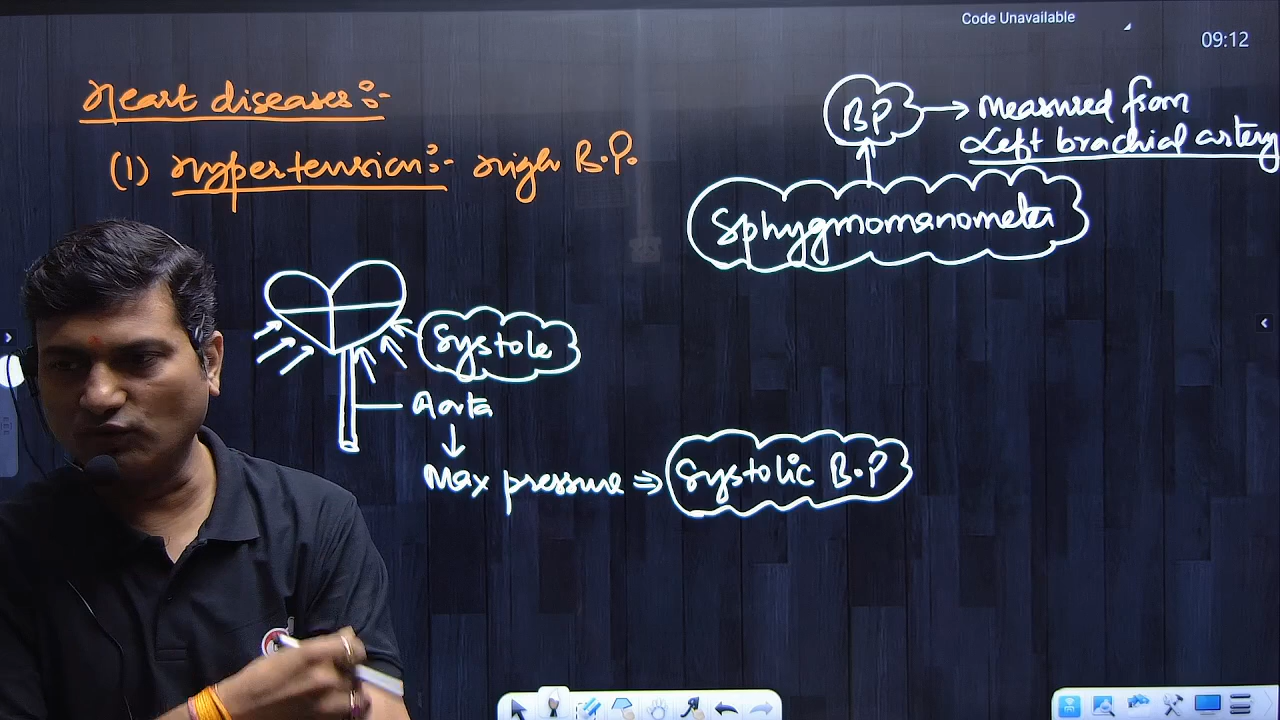 Code Unavailable
09:12
Heart diseases :-
(1) Hypertension :- High B.P.
BP → Measured from
Left brachial artery
Sphygmomanometer
Systole
Aorta
Max pressure ⇒ Systolic B.P